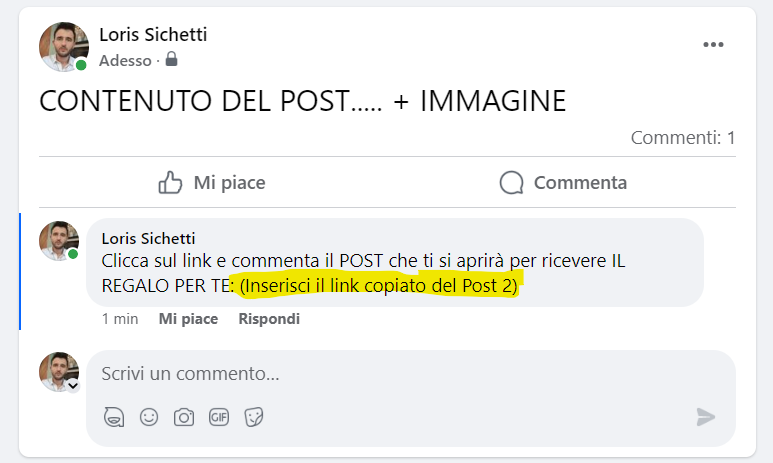 Loris Sichetti
Adesso ·
CONTENUTO DEL POST..... + IMMAGINE
Commenti: 1
Mi piace
Commenta
Loris Sichetti
Clicca sul link e commenta il POST che ti si aprirà per ricevere IL
REGALO PER TE: (Inserisci il link copiato del Post 2)
1 min Mi piace Rispondi
Scrivi un commento...
GIF